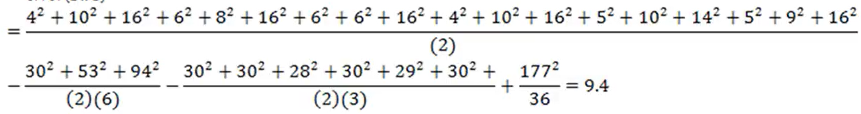 = (4² + 10² + 16² + 6² + 8² + 16² + 6² + 6² + 16² + 4² + 10² + 16² + 5² + 10² + 14² + 5² + 9² + 16²) / (2)
− (30² + 53² + 94²) / ((2)(6)) − (30² + 30² + 28² + 30² + 29² + 30² +) / ((2)(3)) + 177² / 36 = 9.4